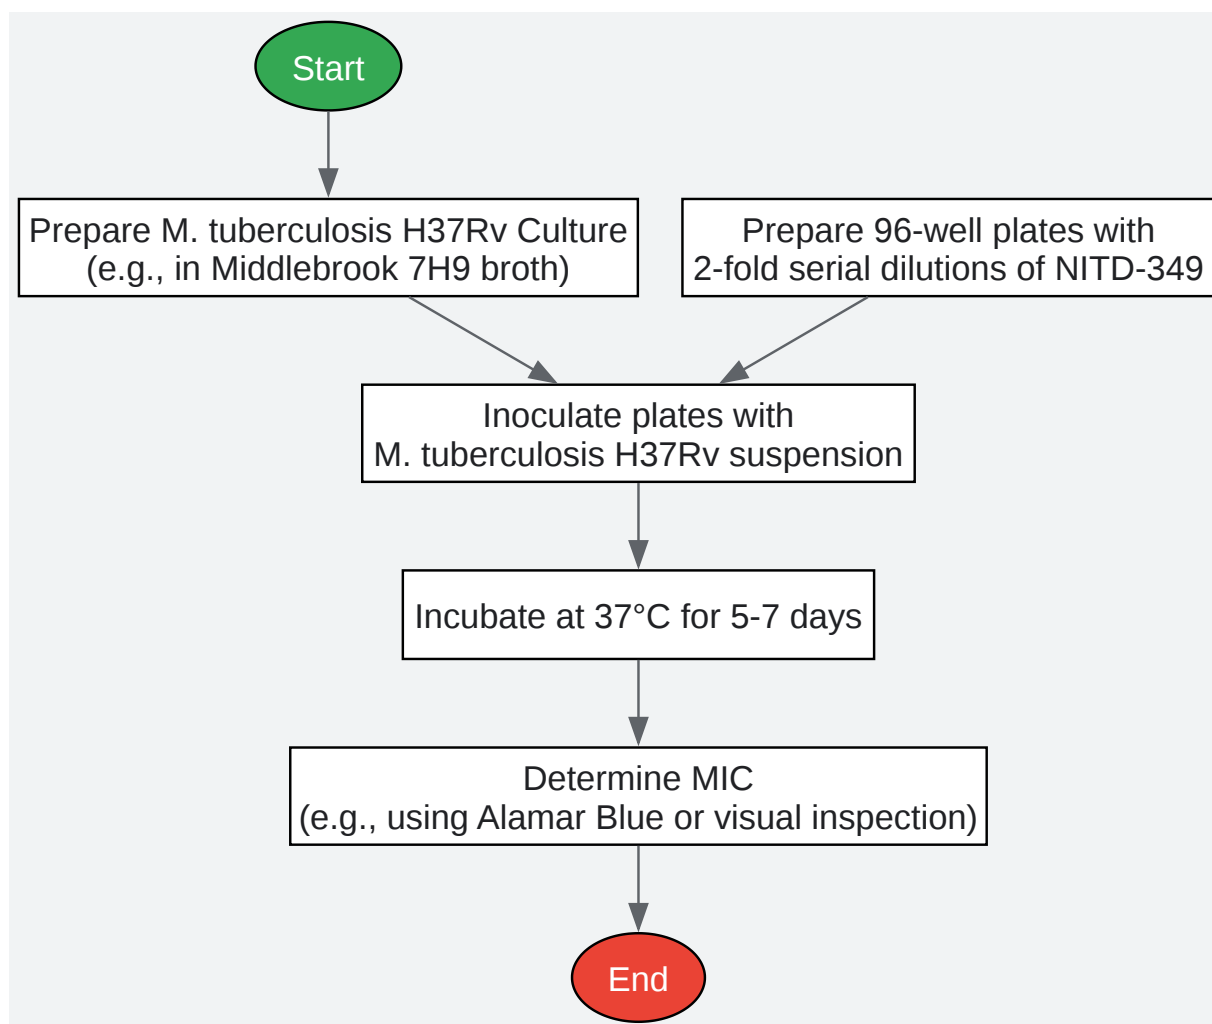 Start
Prepare M. tuberculosis H37Rv Culture
(e.g., in Middlebrook 7H9 broth)
Prepare 96-well plates with
2-fold serial dilutions of NITD-349
Inoculate plates with
M. tuberculosis H37Rv suspension
Incubate at 37°C for 5-7 days
Determine MIC
(e.g., using Alamar Blue or visual inspection)
End